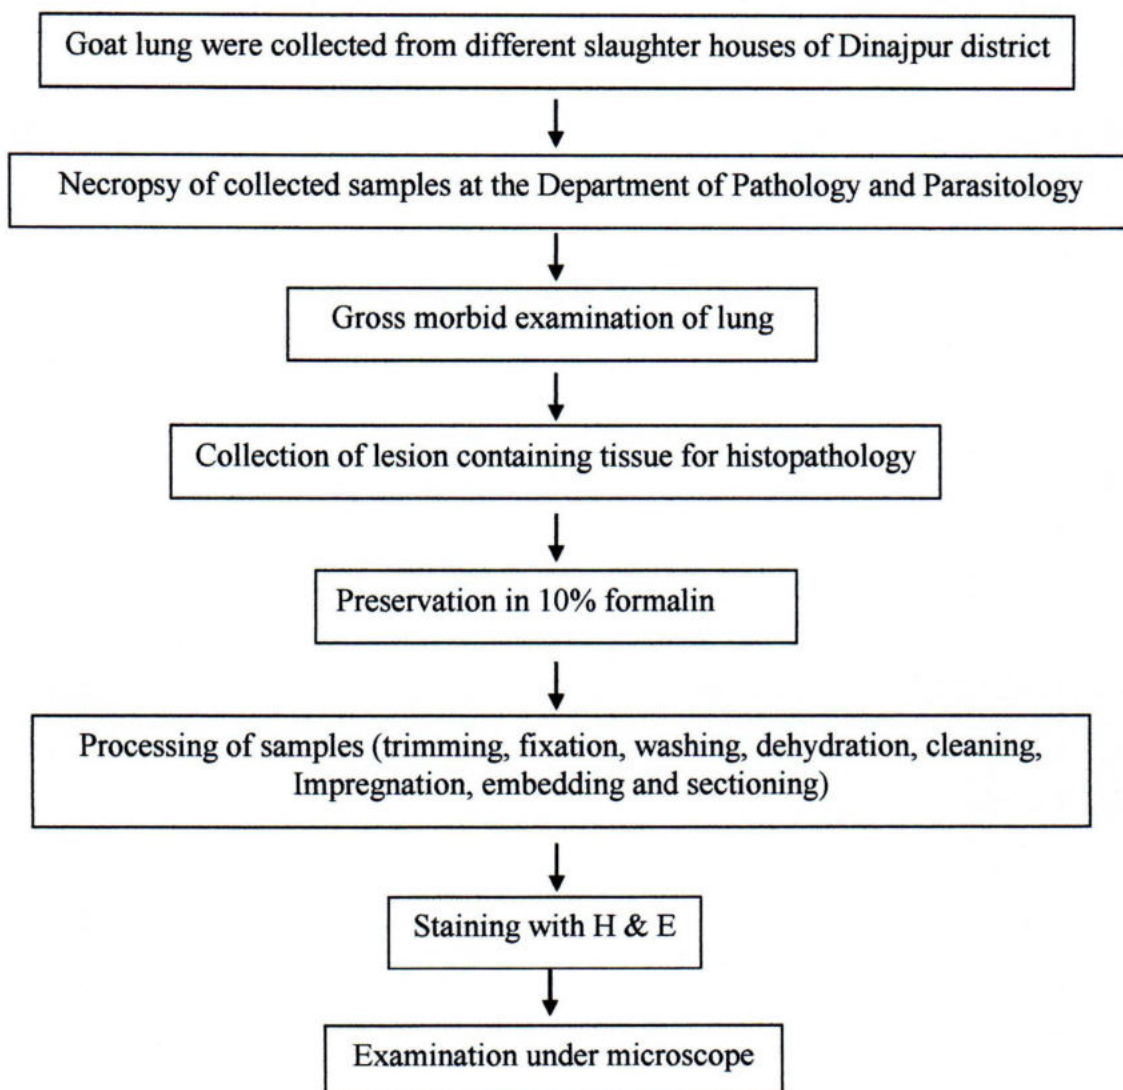 Goat lung were collected from different slaughter houses of Dinajpur district
Necropsy of collected samples at the Department of Pathology and Parasitology
Gross morbid examination of lung
Collection of lesion containing tissue for histopathology
Preservation in 10% formalin
Processing of samples (trimming, fixation, washing, dehydration, cleaning,
Impregnation, embedding and sectioning)
Staining with H & E
Examination under microscope